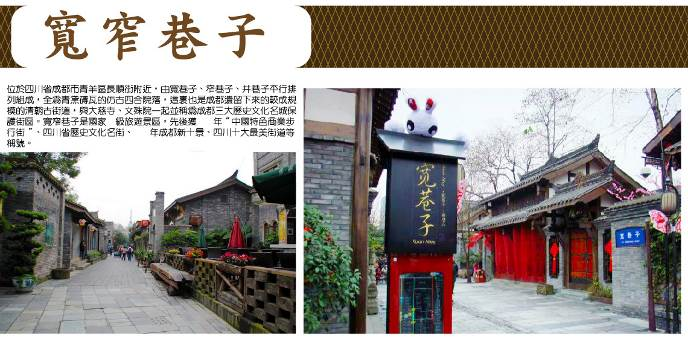 寬窄巷子
位於四川省成都市青羊區長順街附近，由寬巷子、窄巷子、井巷子平行排
列組成，全為青黛磚瓦的仿古四合院落，這裏也是成都遺留下來的較成規
模的清朝古街道，與大慈寺、文殊院一起並稱為成都三大歷史文化名城保
護街區。寬窄巷子是國家　級旅遊景區，先後獲　　年“中國特色商業步
行街”、四川省歷史文化名街、　　年成都新十景、四川十大最美街道等
稱號。
寬巷子
Kuan Alley
寬巷子